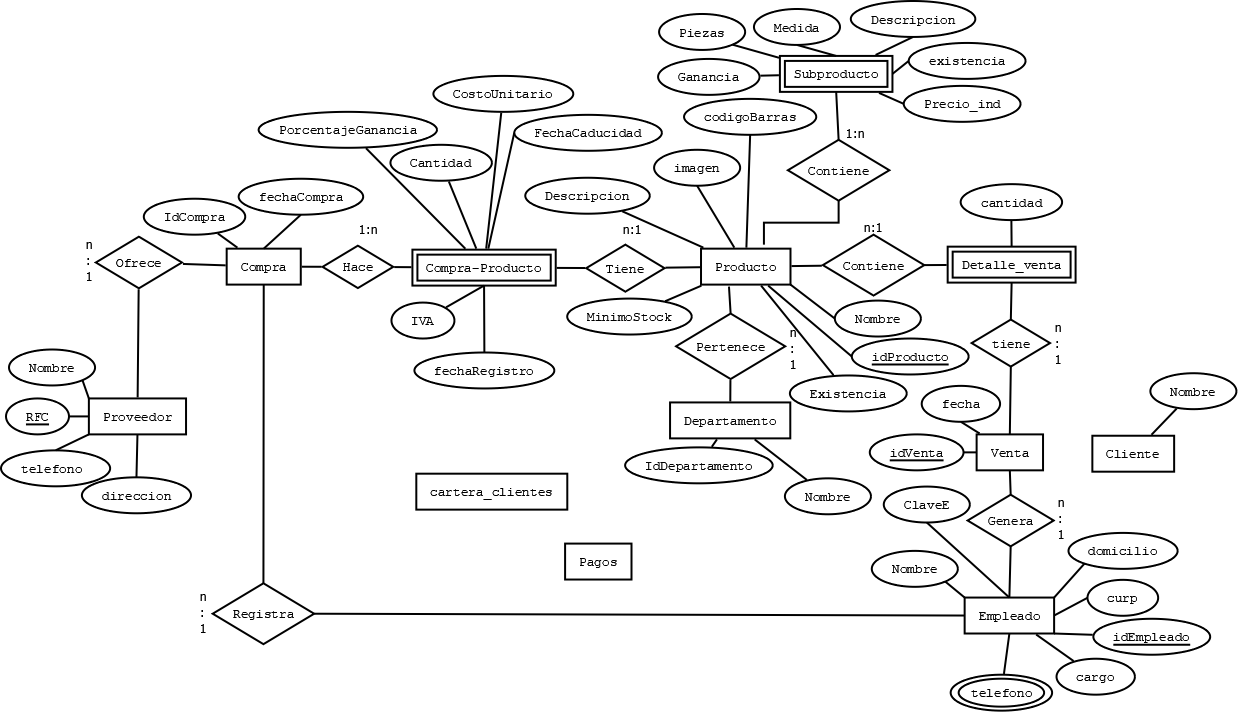 Piezas
Medida
Descripcion
Ganancia
Subproducto
existencia
Precio_ind
CostoUnitario
PorcentajeGanancia
FechaCaducidad
codigoBarras
1:n
Cantidad
imagen
Contiene
fechaCompra
Descripcion
IdCompra
cantidad
n
:
1
Ofrece
Compra
1:n
Hace
Compra-Producto
n:1
Tiene
Producto
n:1
Contiene
Detalle_venta
IVA
MinimoStock
Nombre
fechaRegistro
Pertenece
n
:
1
idProducto
tiene
n
:
1
Nombre
Existencia
Nombre
RFC
Proveedor
Departamento
fecha
telefono
direccion
IdDepartamento
Nombre
idVenta
Venta
Cliente
cartera_clientes
ClaveE
Genera
n
:
1
Pagos
Nombre
domicilio
n
:
1
Registra
Empleado
curp
idEmpleado
cargo
telefono